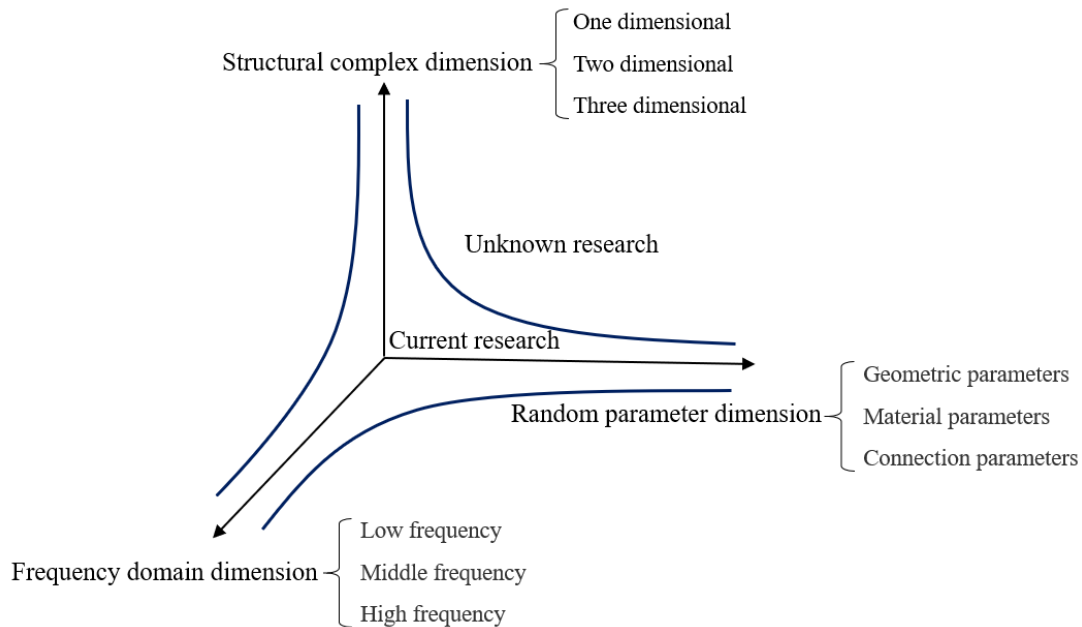 One dimensional
Structural complex dimension
Two dimensional
Three dimensional
Unknown research
Current research
Geometric parameters
Random parameter dimension
Material parameters
Connection parameters
Low frequency
Frequency domain dimension
Middle frequency
High frequency